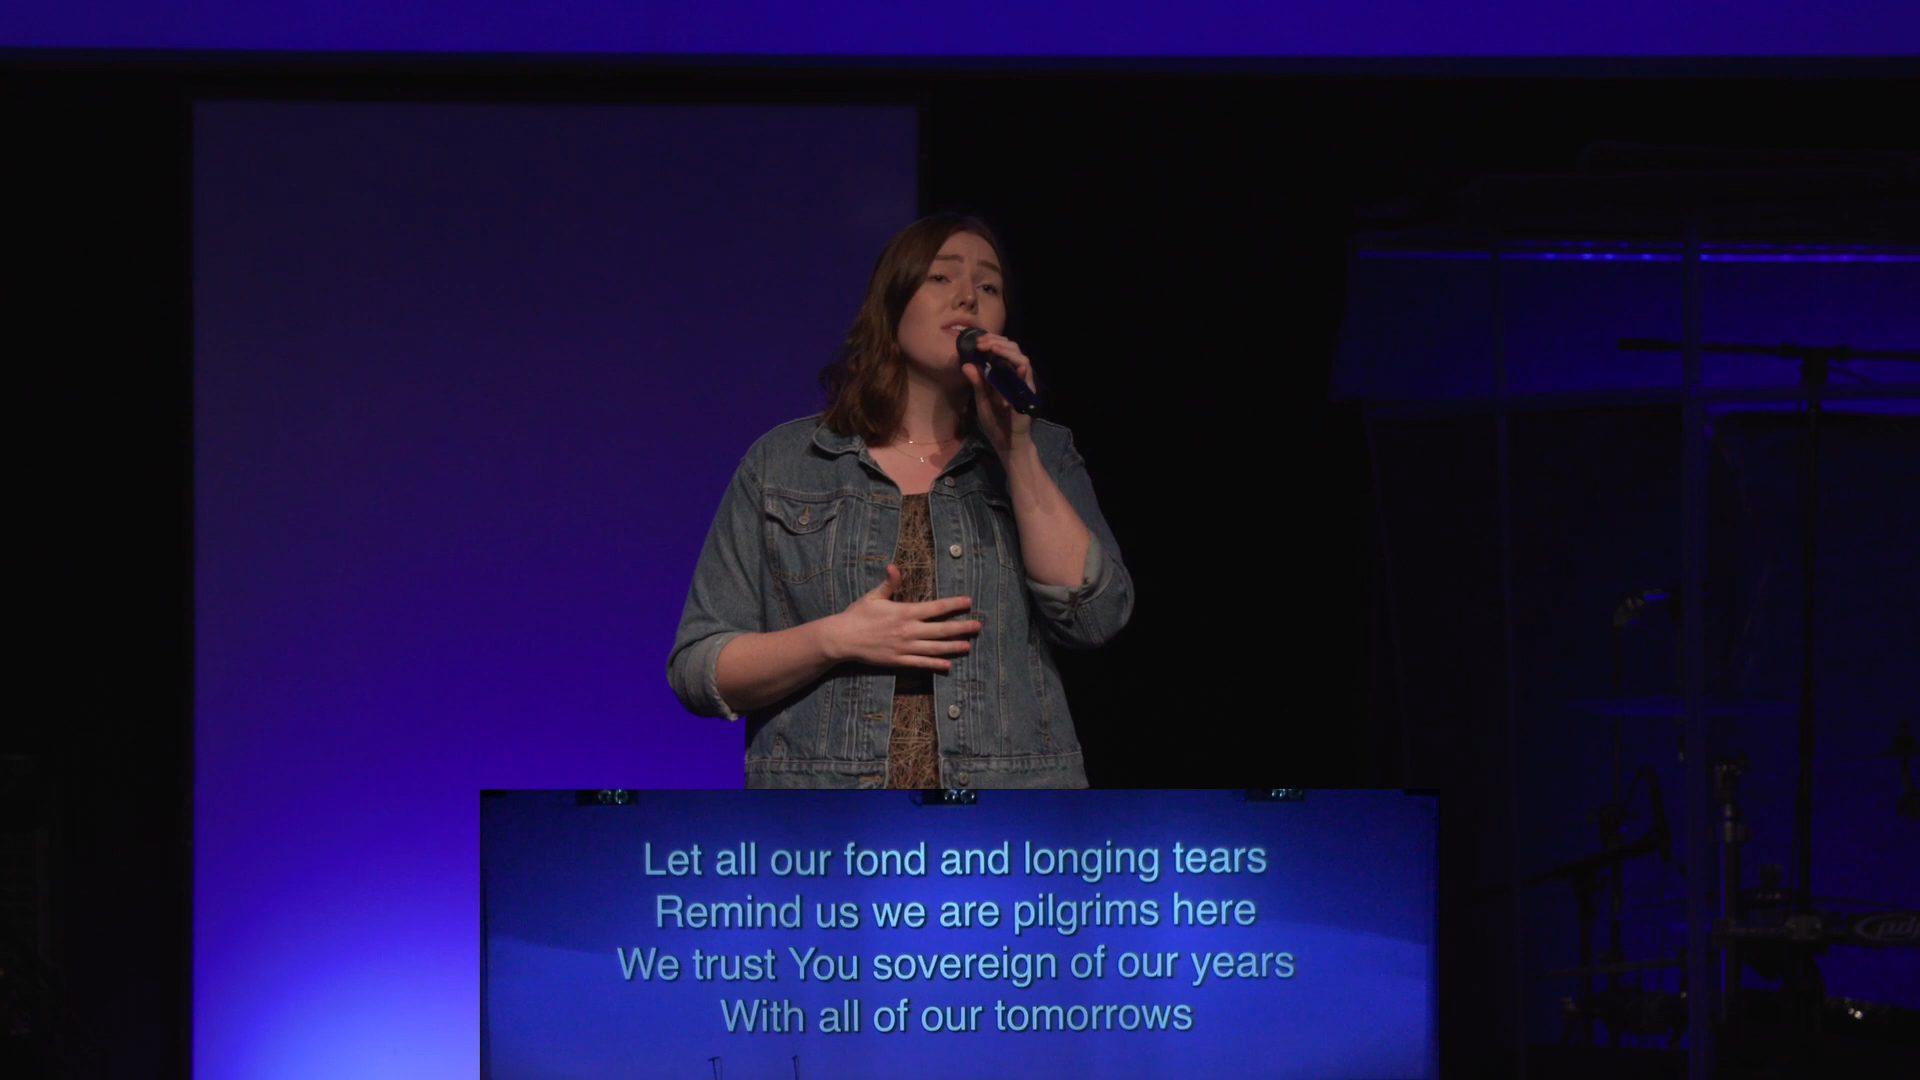 Let all our fond and longing tears
Remind us we are pilgrims here
We trust You sovereign of our years
With all of our tomorrows
pdp